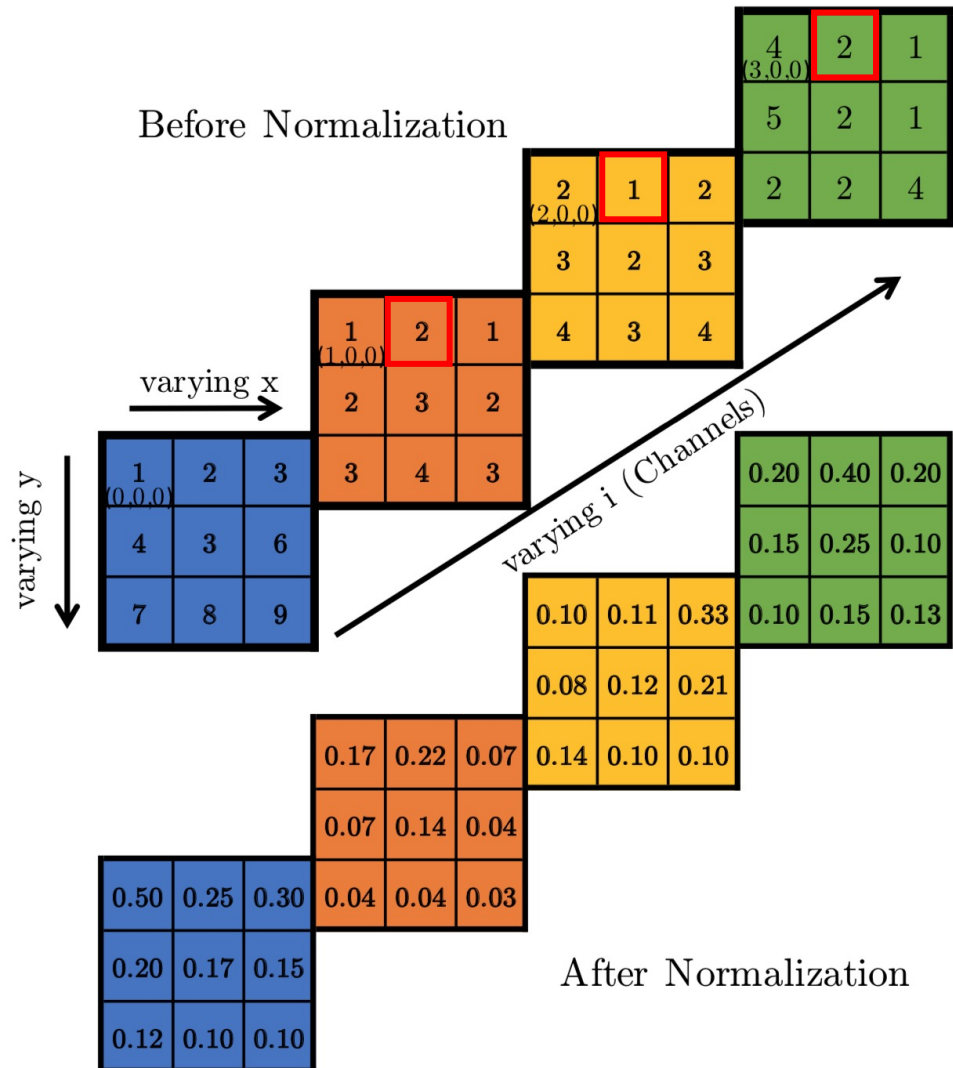 Before Normalization
4 2 1
(3,0,0)
5 2 1
2 2 4
2 1 2
(2,0,0)
3 2 3
4 3 4
1 2 1
(1,0,0)
2 3 2
3 4 3
varying x
varying y
1 2 3
(0,0,0)
4 3 6
7 8 9
varying i (Channels)
0.20 0.40 0.20
0.15 0.25 0.10
0.10 0.15 0.13
0.10 0.11 0.33
0.08 0.12 0.21
0.14 0.10 0.10
0.17 0.22 0.07
0.07 0.14 0.04
0.04 0.04 0.03
0.50 0.25 0.30
0.20 0.17 0.15
0.12 0.10 0.10
After Normalization